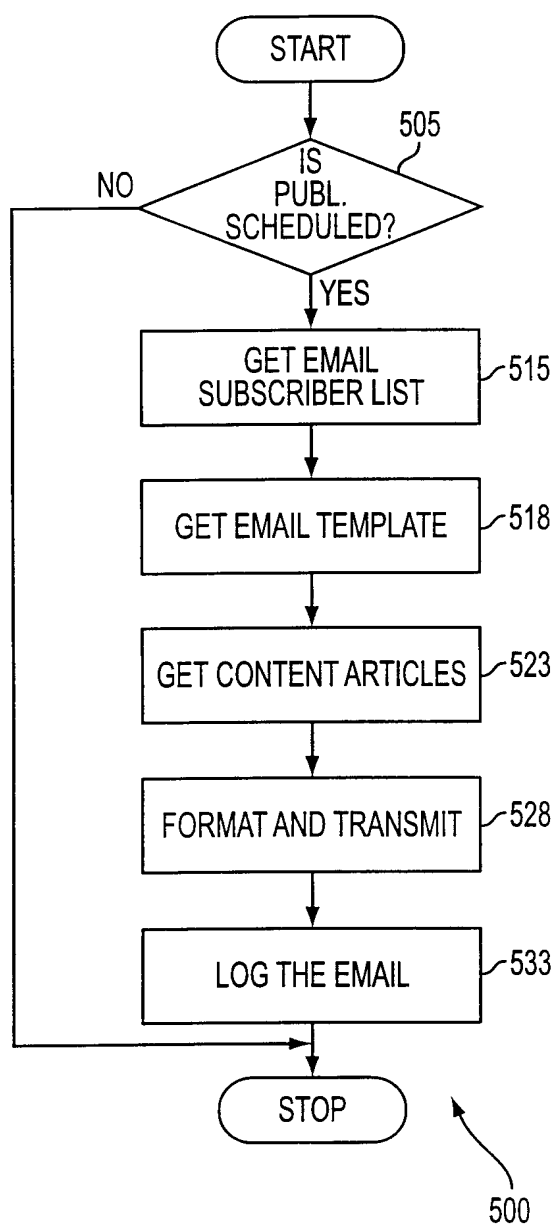 START
505
IS
PUBL.
SCHEDULED?
NO
YES
GET EMAIL
SUBSCRIBER LIST
515
GET EMAIL TEMPLATE
518
GET CONTENT ARTICLES
523
FORMAT AND TRANSMIT
528
LOG THE EMAIL
533
STOP
500